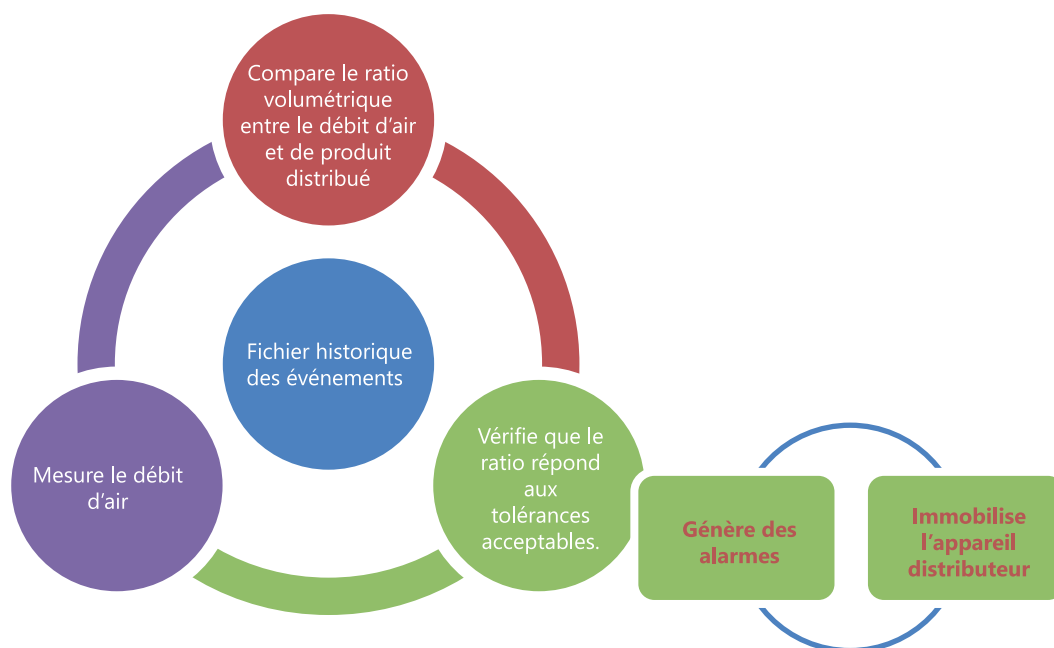 Compare le ratio
volumétrique
entre le débit d'air
et de produit
distribué
Fichier historique
des événements
Mesure le débit
d'air
Vérifie que le
ratio répond
aux
tolérances
acceptables.
Génère des
alarmes
Immobilise
l'appareil
distributeur